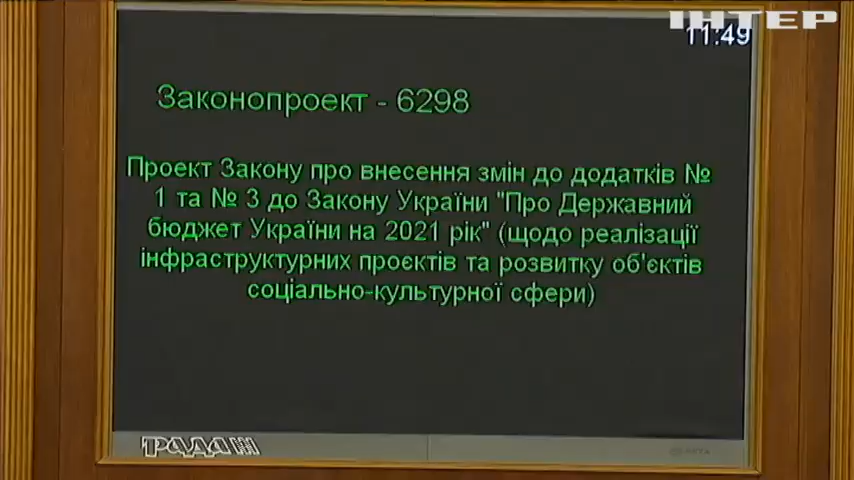 ІНТЕР
11:49
Законопроект - 6298
Проект Закону про внесення змін до додатків №
1 та № 3 до Закону України "Про Державний
бюджет України на 2021 рік" (щодо реалізації
інфраструктурних проєктів та розвитку об'єктів
соціально-культурної сфери)
РАДА